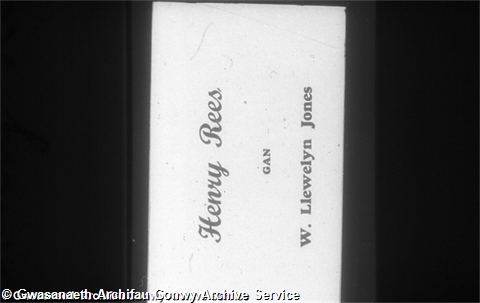 Henry Rees
GAN
W. Llewelyn Jones
© Gwasanaeth Archifau Conwy Archive Service